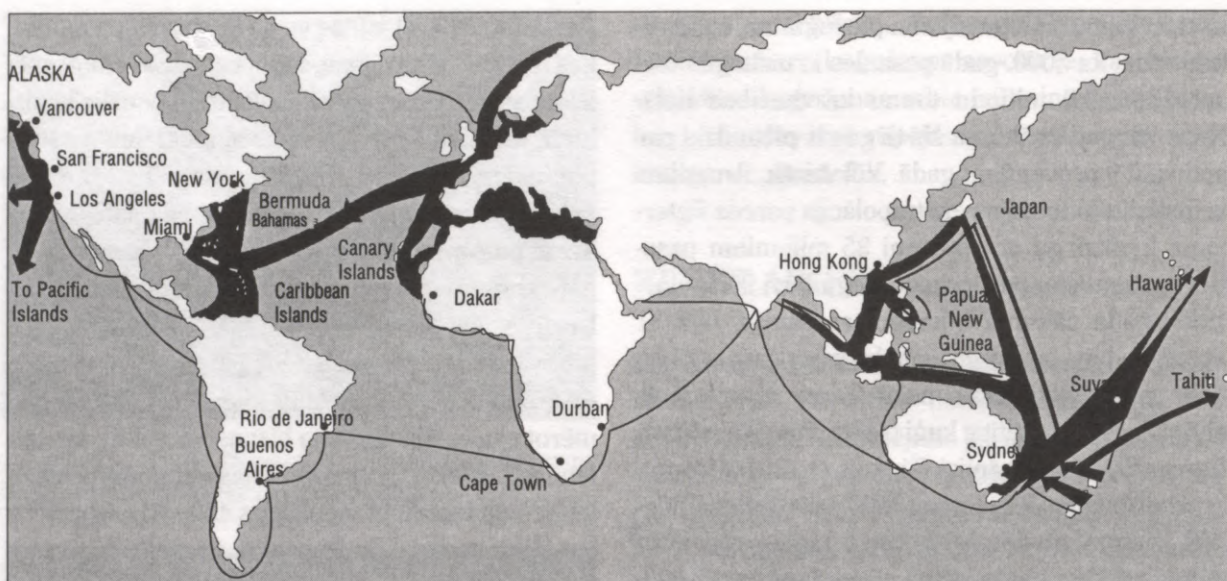 ALASKA
Vancouver
San Francisco
Los Angeles
To Pacific
Islands
New York
Bermuda
Bahamas
Miami
Caribbean
Islands
Canary
Islands
Dakar
Rio de Janeiro
Buenos
Aires
Cape Town
Durban
Hong Kong
Japan
Papua
New
Guinea
Hawaii
Suva
Tahiti
Sydney